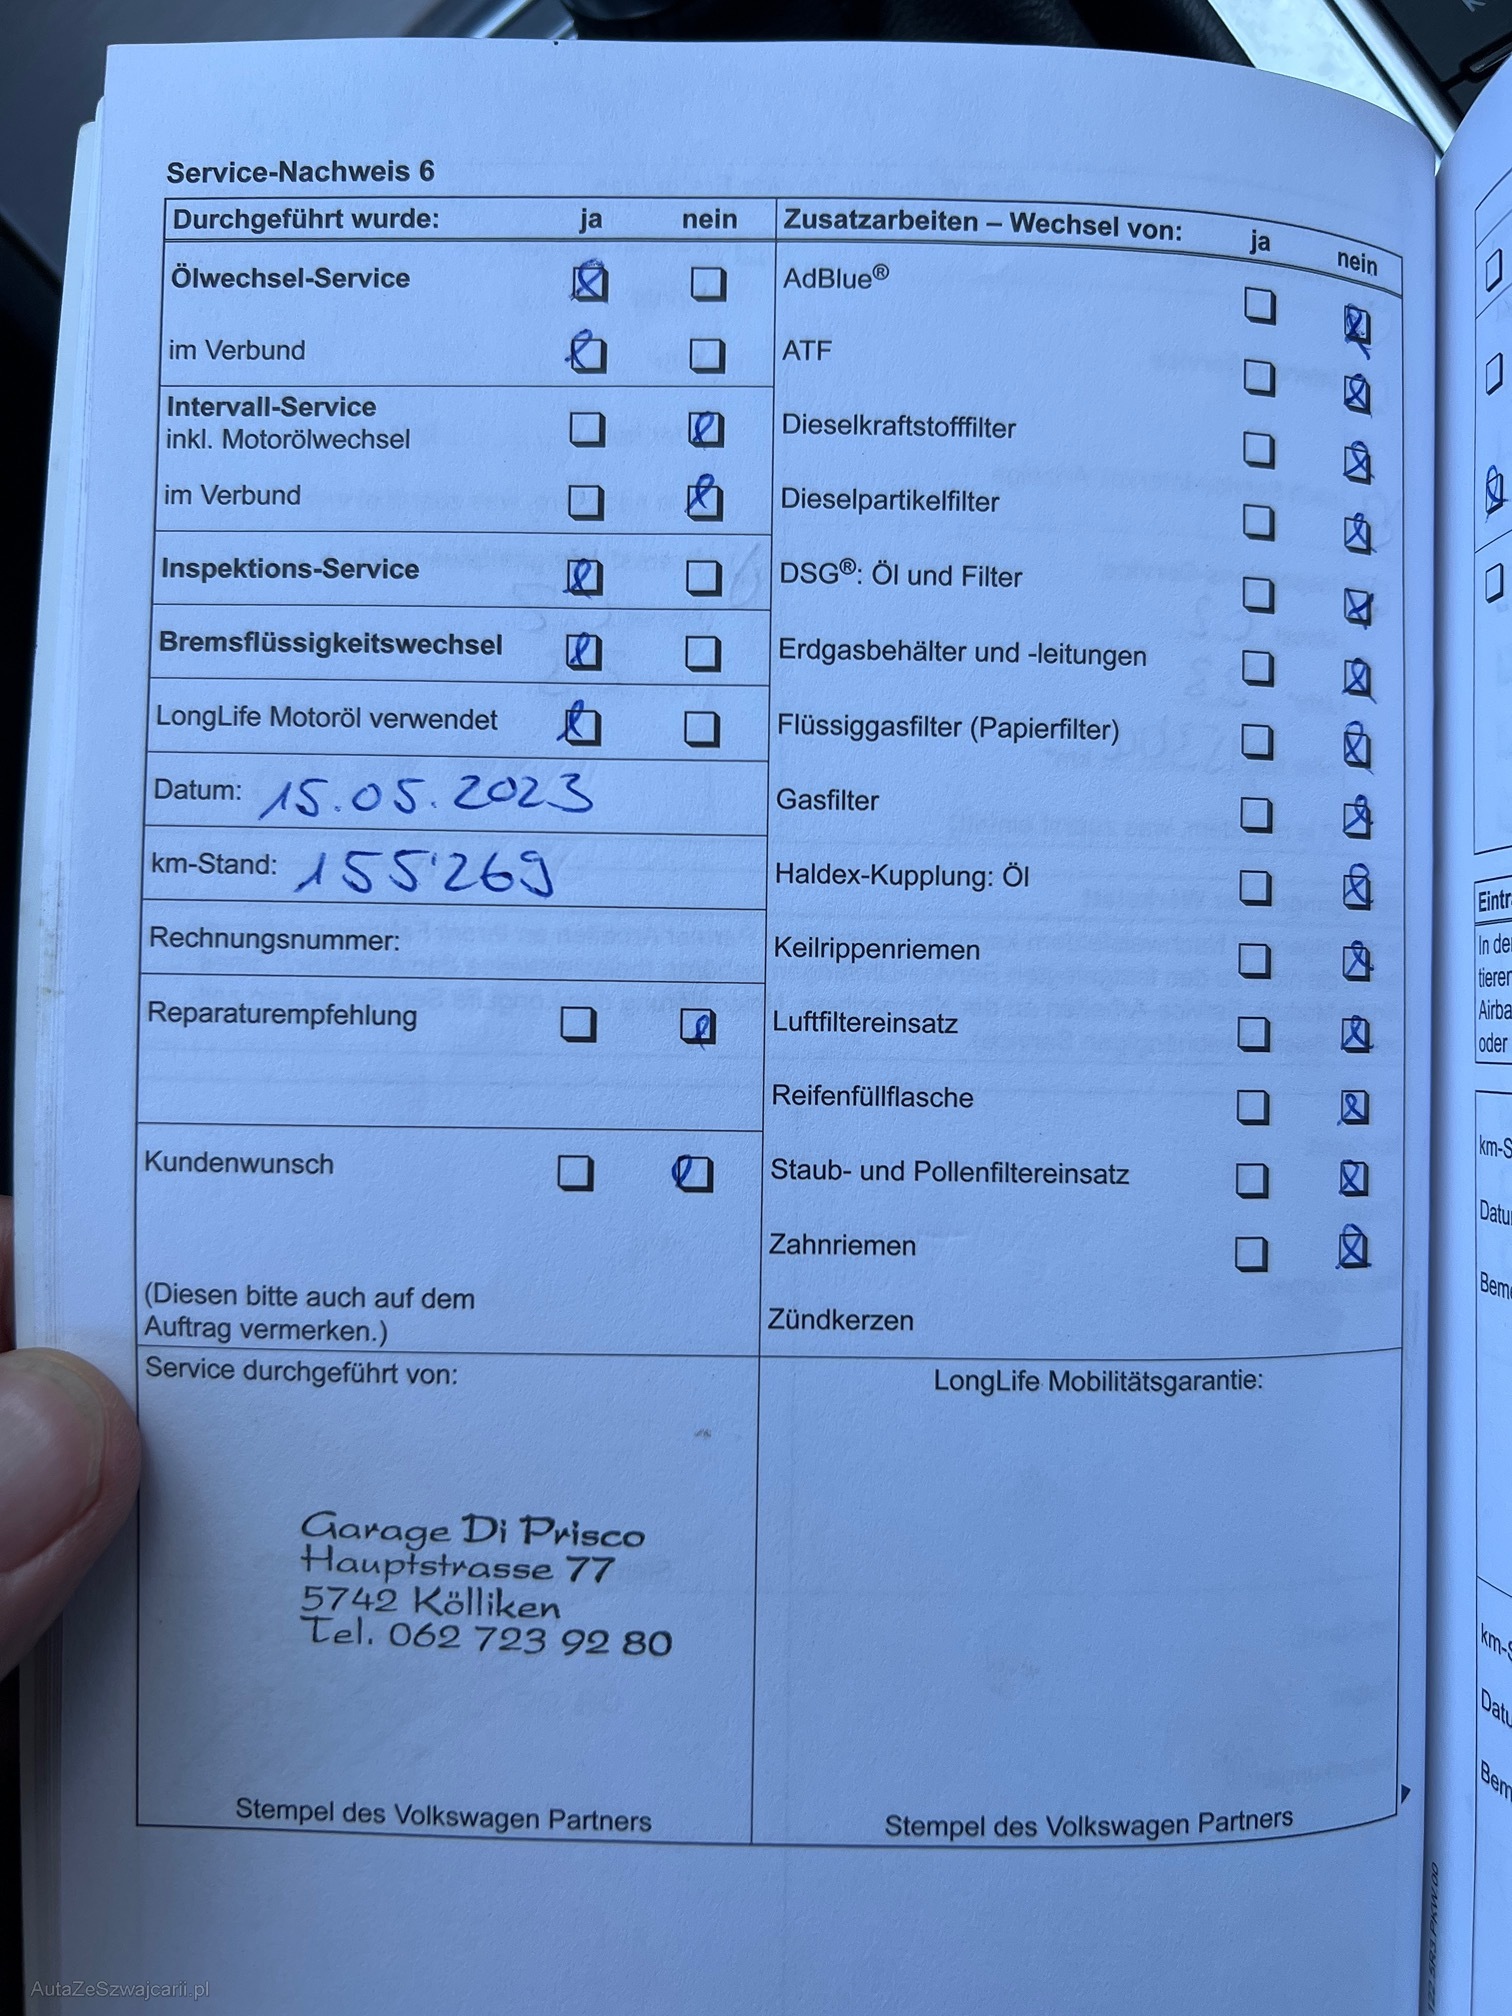 Service-Nachweis 6
Durchgeführt wurde: ja nein
Ölwechsel-Service
im Verbund
Intervall-Service
inkl. Motorölwechsel
im Verbund
Inspektions-Service
Bremsflüssigkeitswechsel
LongLife Motoröl verwendet
Datum: 15.05.2023
km-Stand: 155'269
Rechnungsnummer:
Reparaturempfehlung
Kundenwunsch
(Diesen bitte auch auf dem
Auftrag vermerken.)
Zusatzarbeiten – Wechsel von: ja nein
AdBlue®
ATF
Dieselkraftstofffilter
Dieselpartikelfilter
DSG®: Öl und Filter
Erdgasbehälter und -leitungen
Flüssiggasfilter (Papierfilter)
Gasfilter
Haldex-Kupplung: Öl
Keilrippenriemen
Luftfiltereinsatz
Reifenfüllflasche
Staub- und Pollenfiltereinsatz
Zahnriemen
Zündkerzen
Service durchgeführt von:
Garage Di Prisco
Hauptstrasse 77
5742 Kölliken
Tel. 062 723 92 80
Stempel des Volkswagen Partners
LongLife Mobilitätsgarantie:
Stempel des Volkswagen Partners
AutaZeSzwajcarii.pl